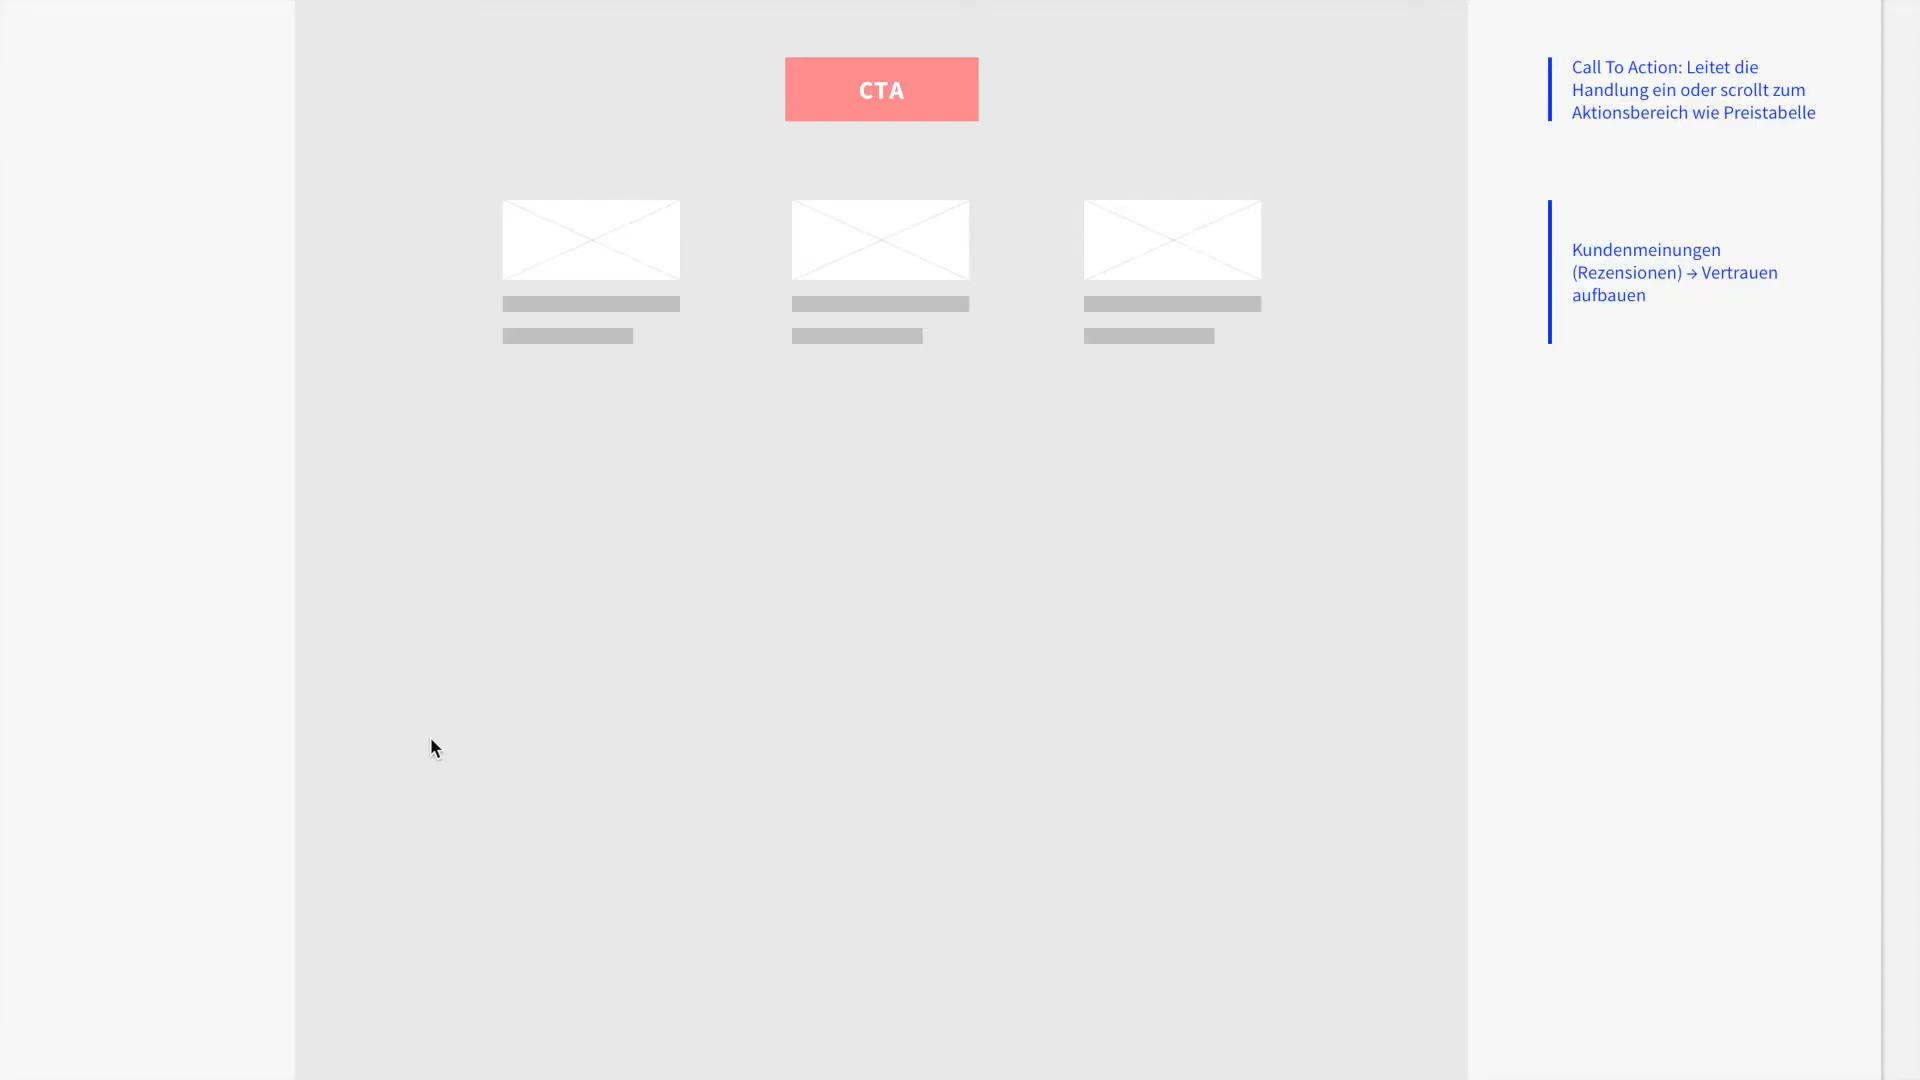 CTA
Call To Action: Leitet die
Handlung ein oder scrollt zum
Aktionsbereich wie Preistabelle
Kundenmeinungen
(Rezensionen) → Vertrauen
aufbauen